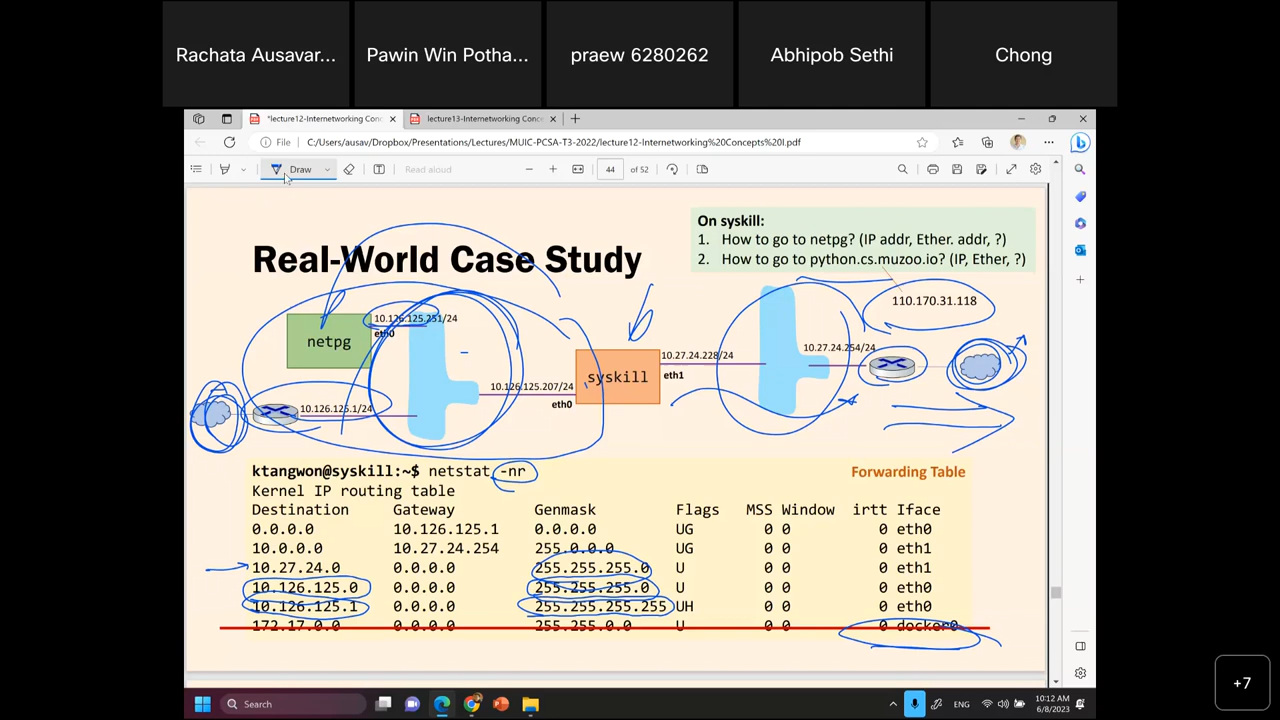 Rachata Ausavar...
Pawin Win Potha...
praew 6280262
Abhipob Sethi
Chong
*lecture12-Internetworking Conc
lecture13-Internetworking Conce
File
C:/Users/ausav/Dropbox/Presentations/Lectures/MUIC-PCSA-T3-2022/lecture12-Internetworking%20Concepts%20I.pdf
Draw
Read aloud
44
of 52
On syskill:
1. How to go to netpg? (IP addr, Ether. addr, ?)
2. How to go to python.cs.muzoo.io? (IP, Ether, ?)
Real-World Case Study
110.170.31.118
10.126.125.251/24
eth0
netpg
10.27.24.228/24
10.27.24.254/24
syskill
eth1
10.126.125.207/24
eth0
10.126.125.1/24
ktangwon@syskill:~$ netstat -nr
Forwarding Table
Kernel IP routing table
Destination Gateway Genmask Flags MSS Window irtt Iface
0.0.0.0 10.126.125.1 0.0.0.0 UG 0 0 0 eth0
10.0.0.0 10.27.24.254 255.0.0.0 UG 0 0 0 eth1
10.27.24.0 0.0.0.0 255.255.255.0 U 0 0 0 eth1
10.126.125.0 0.0.0.0 255.255.255.0 U 0 0 0 eth0
10.126.125.1 0.0.0.0 255.255.255.255 UH 0 0 0 eth0
172.17.0.0 0.0.0.0 255.255.0.0 U 0 0 0 docker0
Search
ENG
10:12 AM
6/8/2023
+7